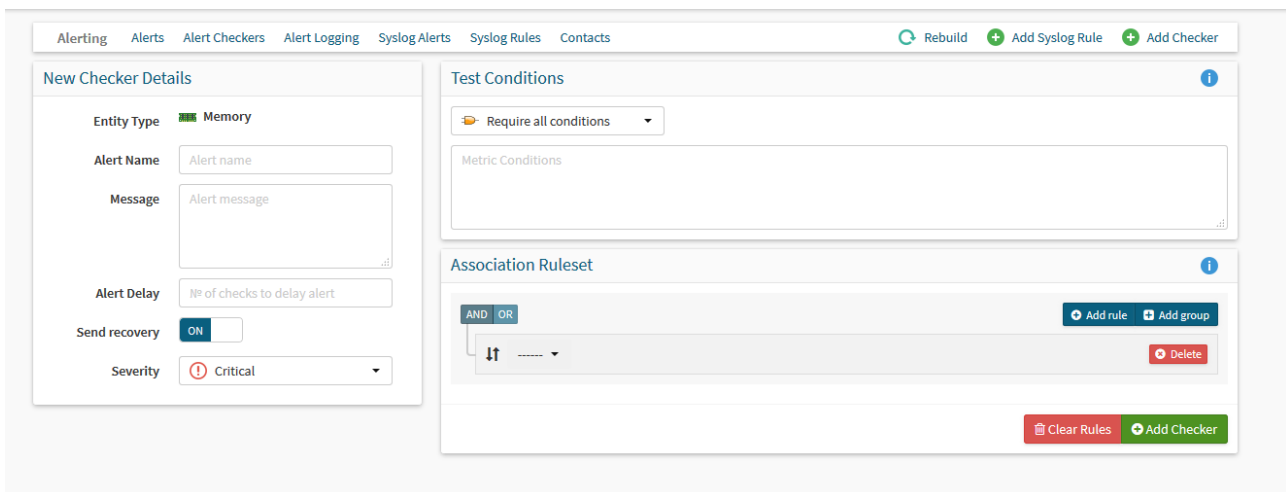 Alerting Alerts Alert Checkers Alert Logging Syslog Alerts Syslog Rules Contacts Rebuild Add Syslog Rule Add Checker
New Checker Details
Entity Type Memory
Alert Name Alert name
Message Alert message
Alert Delay № of checks to delay alert
Send recovery ON
Severity Critical
Test Conditions
Require all conditions
Metric Conditions
Association Ruleset
AND OR Add rule Add group
------ Delete
Clear Rules Add Checker